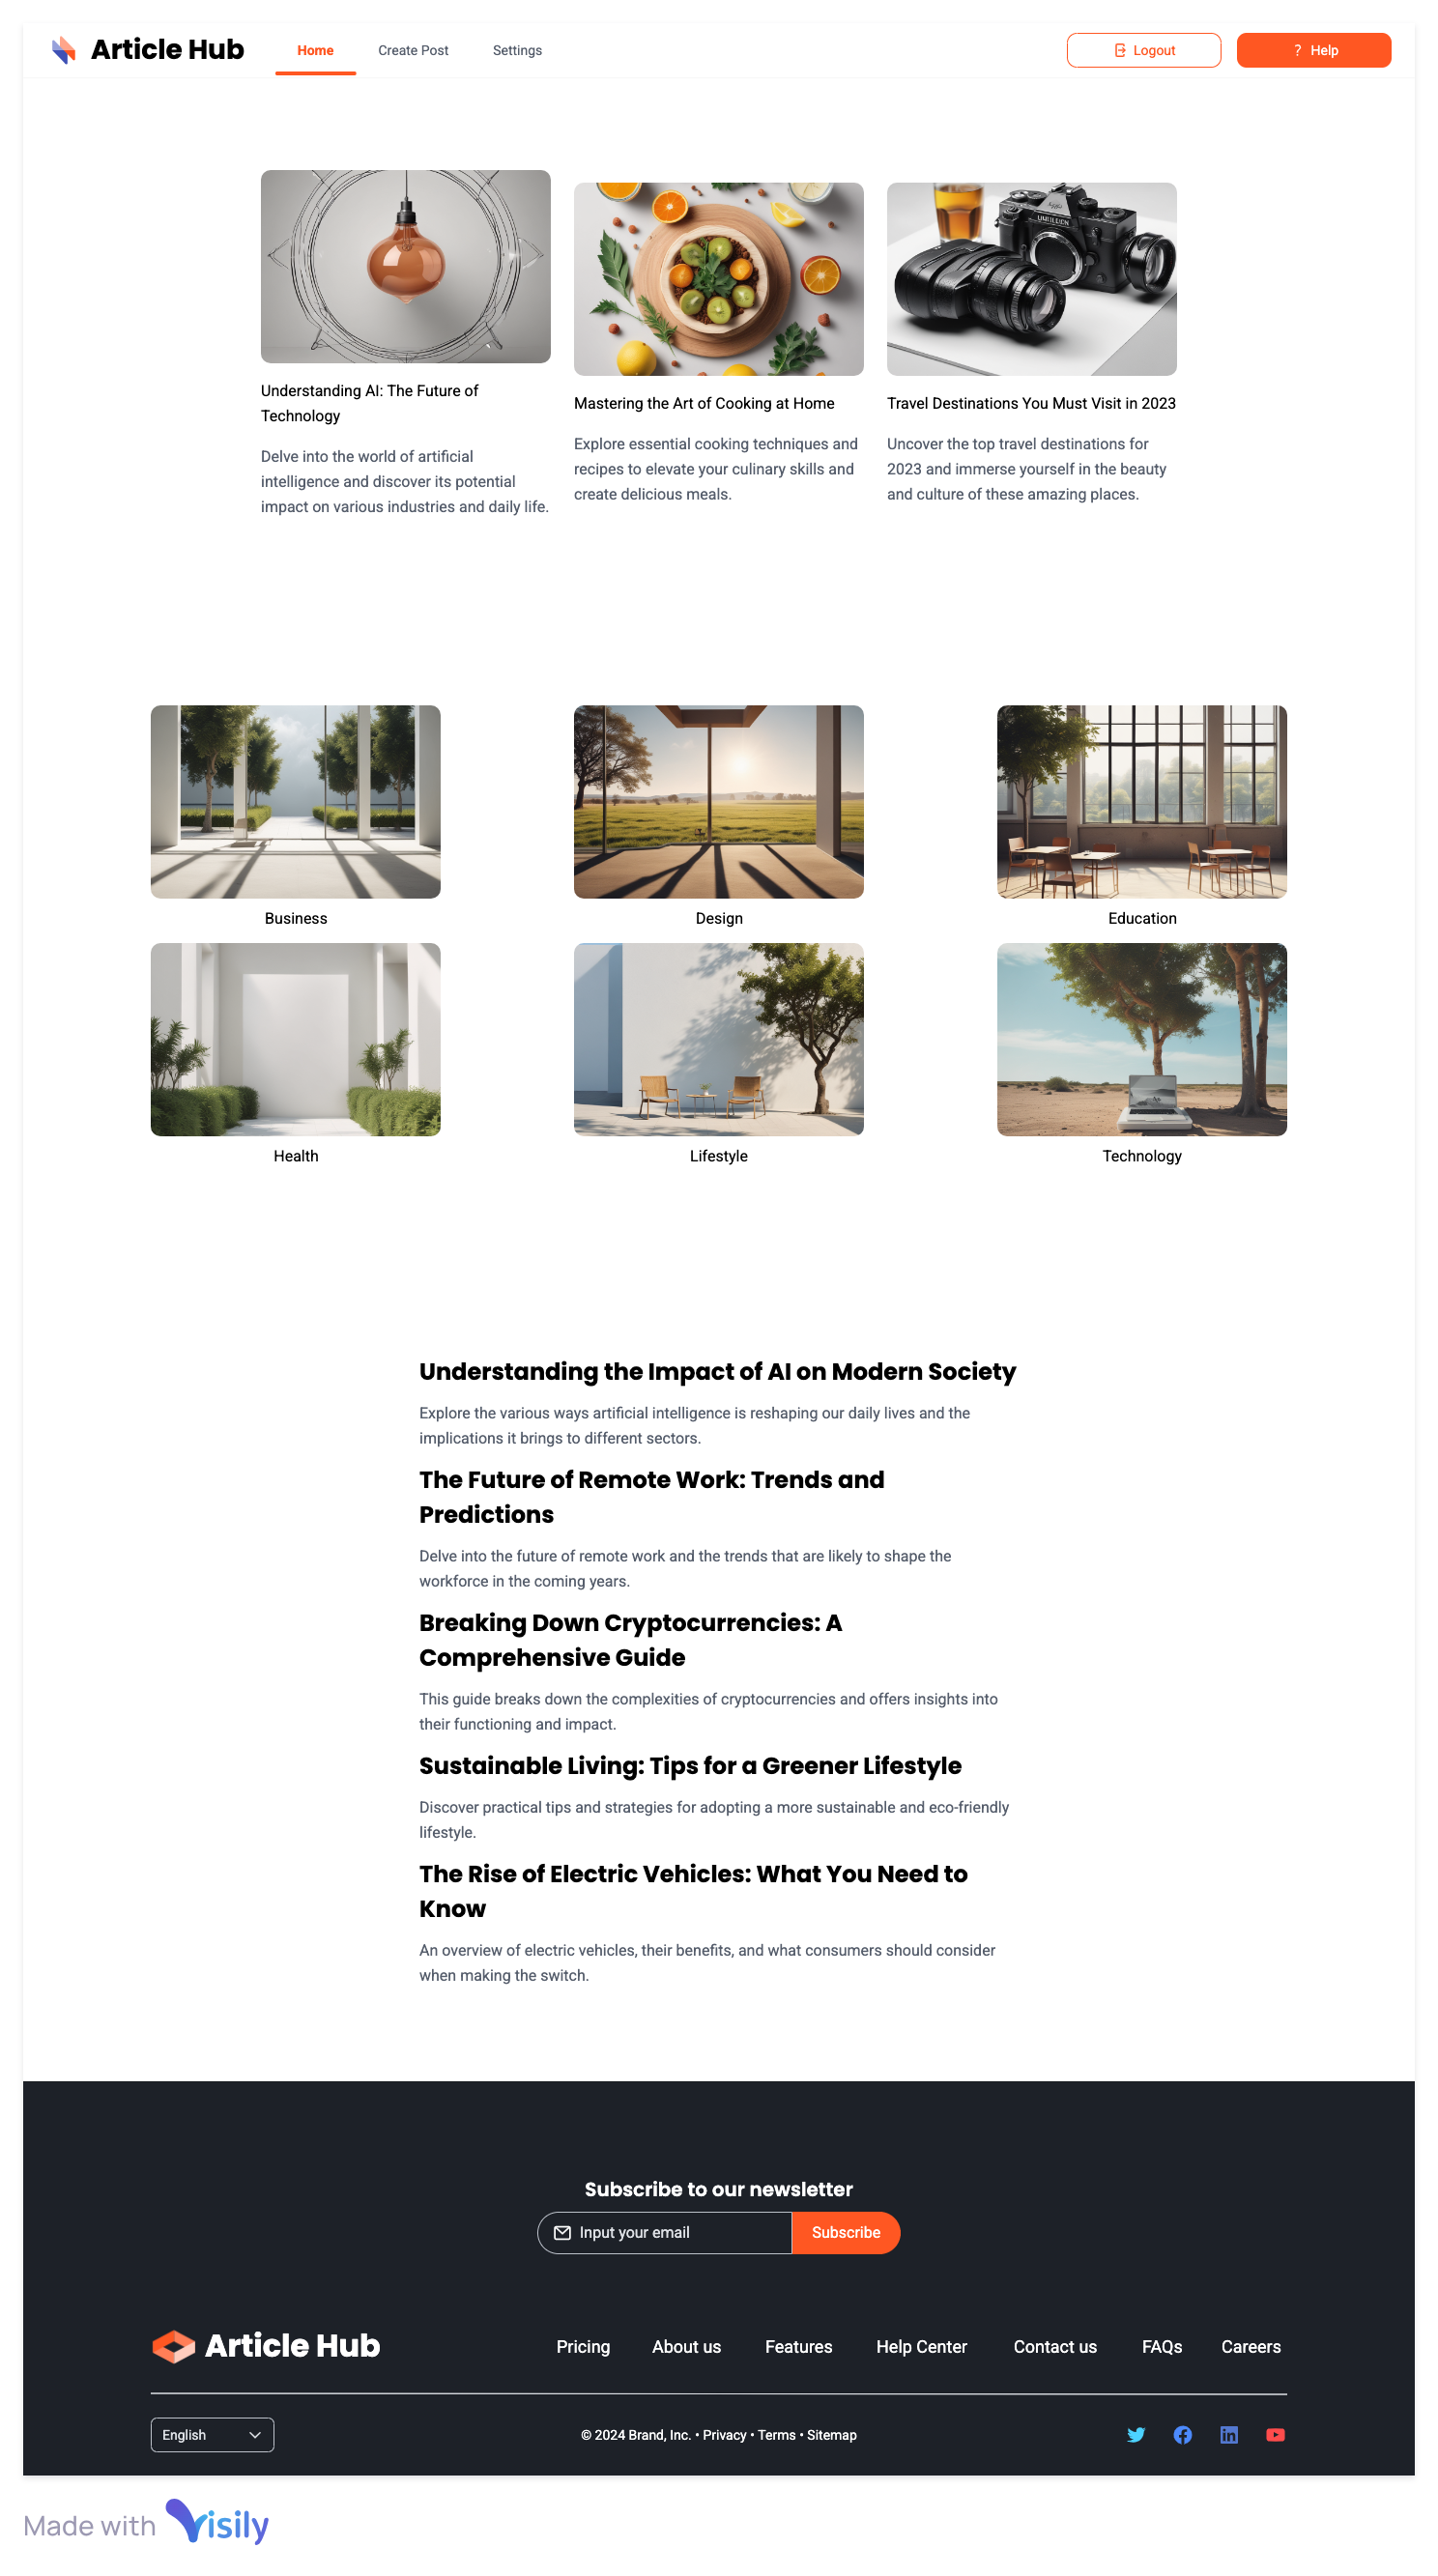 Article Hub
Home
Create Post
Settings
Logout
? Help
Understanding AI: The Future of
Technology
Delve into the world of artificial
intelligence and discover its potential
impact on various industries and daily life.
Mastering the Art of Cooking at Home
Explore essential cooking techniques and
recipes to elevate your culinary skills and
create delicious meals.
Travel Destinations You Must Visit in 2023
Uncover the top travel destinations for
2023 and immerse yourself in the beauty
and culture of these amazing places.
Business
Design
Education
Health
Lifestyle
Technology
Understanding the Impact of AI on Modern Society
Explore the various ways artificial intelligence is reshaping our daily lives and the
implications it brings to different sectors.
The Future of Remote Work: Trends and
Predictions
Delve into the future of remote work and the trends that are likely to shape the
workforce in the coming years.
Breaking Down Cryptocurrencies: A
Comprehensive Guide
This guide breaks down the complexities of cryptocurrencies and offers insights into
their functioning and impact.
Sustainable Living: Tips for a Greener Lifestyle
Discover practical tips and strategies for adopting a more sustainable and eco-friendly
lifestyle.
The Rise of Electric Vehicles: What You Need to
Know
An overview of electric vehicles, their benefits, and what consumers should consider
when making the switch.
Subscribe to our newsletter
Input your email
Subscribe
Article Hub
Pricing
About us
Features
Help Center
Contact us
FAQs
Careers
English
© 2024 Brand, Inc. • Privacy • Terms • Sitemap
Made with Visily